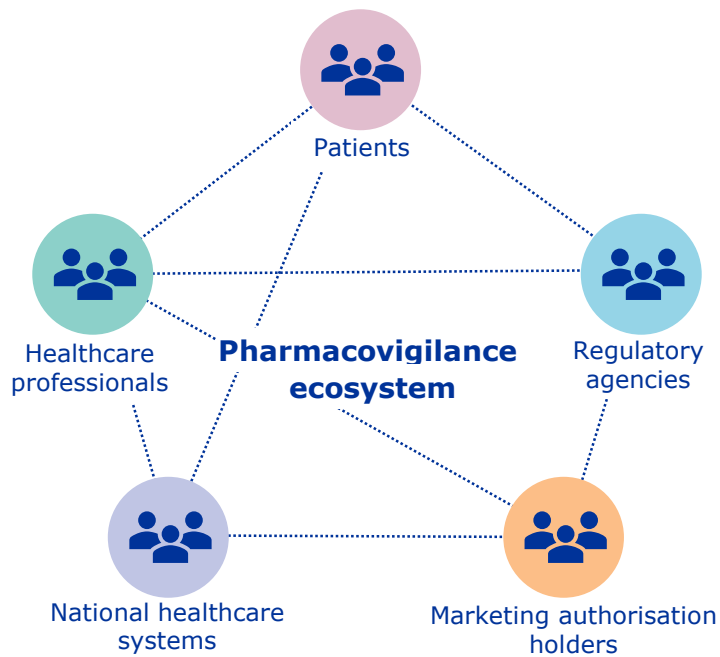 Patients
Healthcare
professionals
Pharmacovigilance
ecosystem
Regulatory
agencies
National healthcare
systems
Marketing authorisation
holders